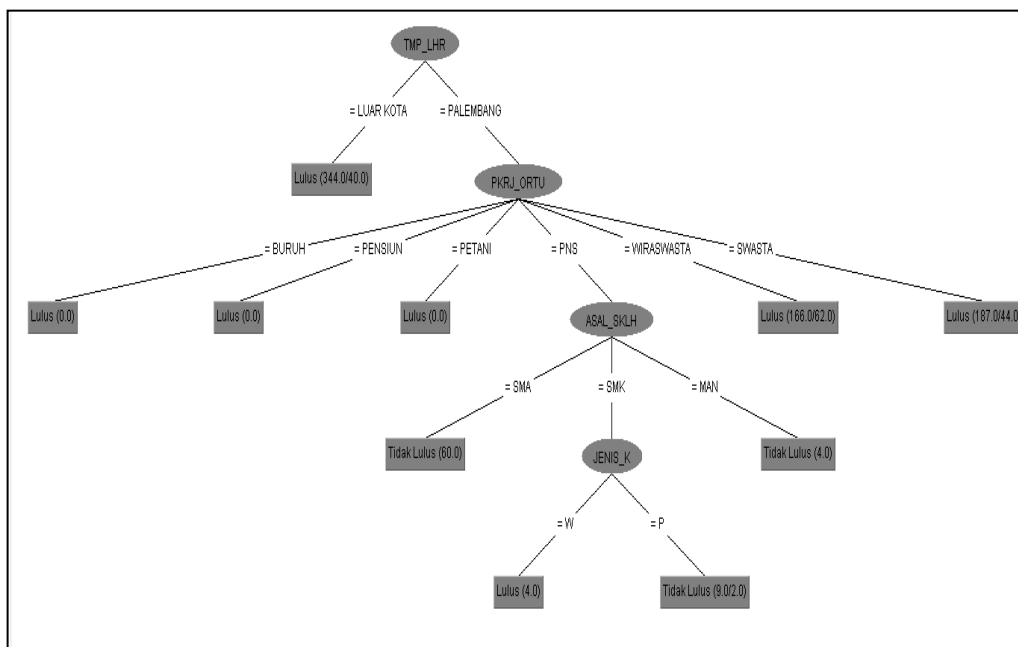 TMP_LHR
= LUAR KOTA
= PALEMBANG
Lulus (344.0/40.0)
PKRJ_ORTU
= BURUH
= PENSIUN
= PETANI
= PNS
= WIRASWASTA
= SWASTA
Lulus (0.0)
Lulus (0.0)
Lulus (0.0)
ASAL_SKLH
Lulus (166.0/62.0)
Lulus (187.0/44.0
= SMA
= SMK
= MAN
Tidak Lulus (60.0)
JENIS_K
Tidak Lulus (4.0)
= W
= P
Lulus (4.0)
Tidak Lulus (9.0/2.0)